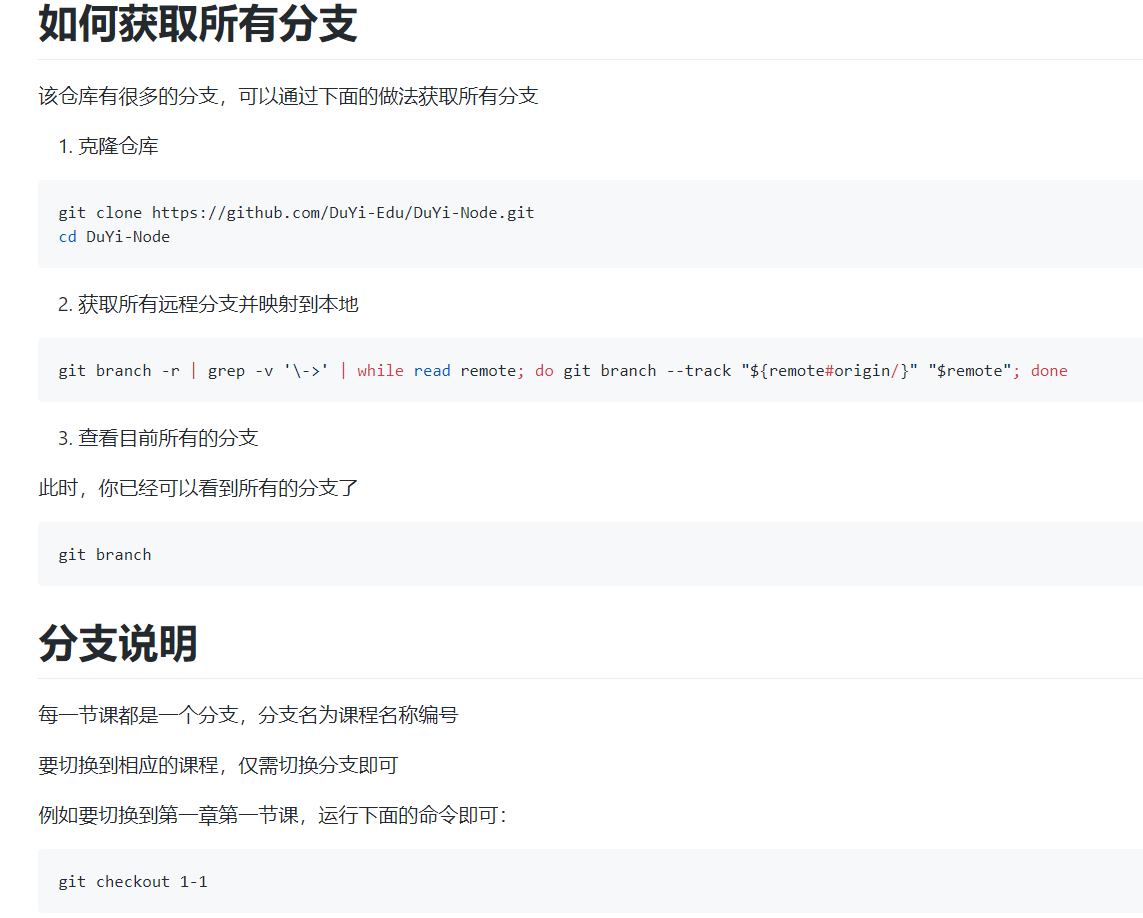 如何获取所有分支
该仓库有很多的分支，可以通过下面的做法获取所有分支
1. 克隆仓库
git clone https://github.com/DuYi-Edu/DuYi-Node.git
cd DuYi-Node
2. 获取所有远程分支并映射到本地
git branch -r | grep -v '\->' | while read remote; do git branch --track "${remote#origin/}" "$remote"; done
3. 查看目前所有的分支
此时，你已经可以看到所有的分支了
git branch
分支说明
每一节课都是一个分支，分支名为课程名称编号
要切换到相应的课程，仅需切换分支即可
例如要切换到第一章第一节课，运行下面的命令即可：
git checkout 1-1